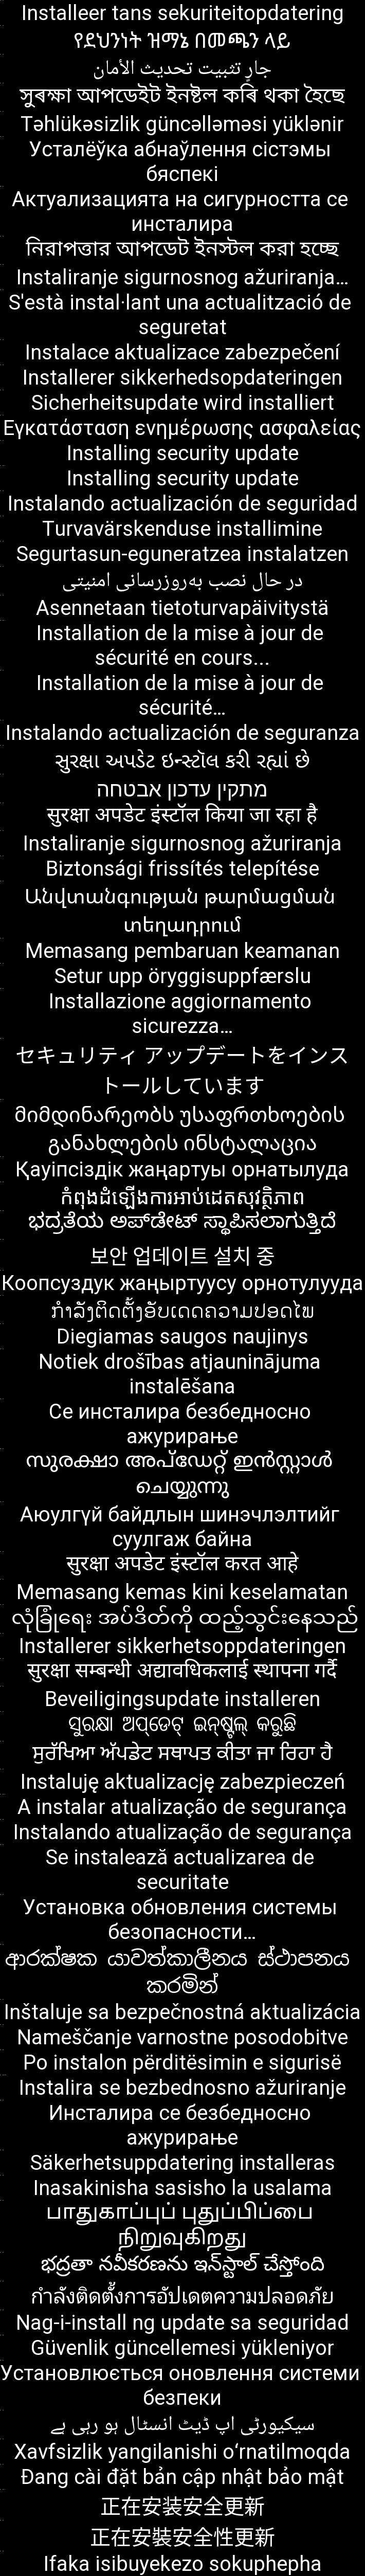 Installeer tans sekuriteitopdatering
የደህንነት ዝማኔ በመጫን ላይ
جارٍ تثبيت تحديث الأمان
সুৰক্ষা আপডেইট ইনষ্টল কৰি থকা হৈছে
Təhlükəsizlik güncəlləməsi yüklənir
Усталёўка абнаўлення сістэмы
бяспекі
Актуализацията на сигурността се
инсталира
নিরাপত্তার আপডেট ইনস্টল করা হচ্ছে
Instaliranje sigurnosnog ažuriranja…
S'està instal·lant una actualització de
seguretat
Instalace aktualizace zabezpečení
Installerer sikkerhedsopdateringen
Sicherheitsupdate wird installiert
Εγκατάσταση ενημέρωσης ασφαλείας
Installing security update
Installing security update
Instalando actualización de seguridad
Turvavärskenduse installimine
Segurtasun-eguneratzea instalatzen
در حال نصب به‌روزرسانی امنیتی
Asennetaan tietoturvapäivitystä
Installation de la mise à jour de
sécurité en cours...
Installation de la mise à jour de
sécurité…
Instalando actualización de seguranza
સુરક્ષા અપડેટ ઇન્સ્ટૉલ કરી રહ્યાં છે
מתקין עדכון אבטחה
सुरक्षा अपडेट इंस्टॉल किया जा रहा है
Instaliranje sigurnosnog ažuriranja
Biztonsági frissítés telepítése
Անվտանգության թարմացման
տեղադրում
Memasang pembaruan keamanan
Setur upp öryggisuppfærslu
Installazione aggiornamento
sicurezza…
セキュリティ アップデートをインス
トールしています
მიმდინარეობს უსაფრთხოების
განახლების ინსტალაცია
Қауіпсіздік жаңартуы орнатылуда
កំពុងដំឡើងការអាប់ដេតសុវត្ថិភាព
ಭದ್ರತೆಯ ಅಪ್‌ಡೇಟ್‌ ಸ್ಥಾಪಿಸಲಾಗುತ್ತಿದೆ
보안 업데이트 설치 중
Коопсуздук жаңыртуусу орнотулууда
ກຳລັງຕິດຕັ້ງອັບເດດຄວາມປອດໄພ
Diegiamas saugos naujinys
Notiek drošības atjauninājuma
instalēšana
Се инсталира безбедносно
ажурирање
സുരക്ഷാ അപ്ഡേറ്റ് ഇൻസ്റ്റാൾ
ചെയ്യുന്നു
Аюулгүй байдлын шинэчлэлтийг
суулгаж байна
सुरक्षा अपडेट इंस्टॉल करत आहे
Memasang kemas kini keselamatan
လုံခြုံရေး အပ်ဒိတ်ကို ထည့်သွင်းနေသည်
Installerer sikkerhetsoppdateringen
सुरक्षा सम्बन्धी अद्यावधिकलाई स्थापना गर्दै
Beveiligingsupdate installeren
ସୁରକ୍ଷା ଅପ୍‌ଡେଟ୍‌ ଇନ୍‌ଷ୍ଟଲ୍‌ କରୁଛି
ਸੁਰੱਖਿਆ ਅੱਪਡੇਟ ਸਥਾਪਤ ਕੀਤਾ ਜਾ ਰਿਹਾ ਹੈ
Instaluję aktualizację zabezpieczeń
A instalar atualização de segurança
Instalando atualização de segurança
Se instalează actualizarea de
securitate
Установка обновления системы
безопасности…
ආරක්ෂක යාවත්කාලීනය ස්ථාපනය
කරමින්
Inštaluje sa bezpečnostná aktualizácia
Nameščanje varnostne posodobitve
Po instalon përditësimin e sigurisë
Instalira se bezbednosno ažuriranje
Инсталира се безбедносно
ажурирање
Säkerhetsuppdatering installeras
Inasakinisha sasisho la usalama
பாதுகாப்புப் புதுப்பிப்பை
நிறுவுகிறது
భద్రతా నవీకరణను ఇన్‌స్టాల్ చేస్తోంది
กำลังติดตั้งการอัปเดตความปลอดภัย
Nag-i-install ng update sa seguridad
Güvenlik güncellemesi yükleniyor
Установлюється оновлення системи
безпеки
سیکیورٹی اپ ڈیٹ انسٹال ہو رہی ہے
Xavfsizlik yangilanishi oʻrnatilmoqda
Đang cài đặt bản cập nhật bảo mật
正在安装安全更新
正在安裝安全性更新
Ifaka isibuyekezo sokuphepha